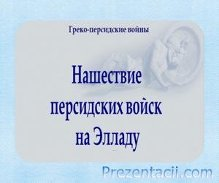 Греко-персидские войны
Нашествие
персидских войск
на Элладу
Prezentacii.com